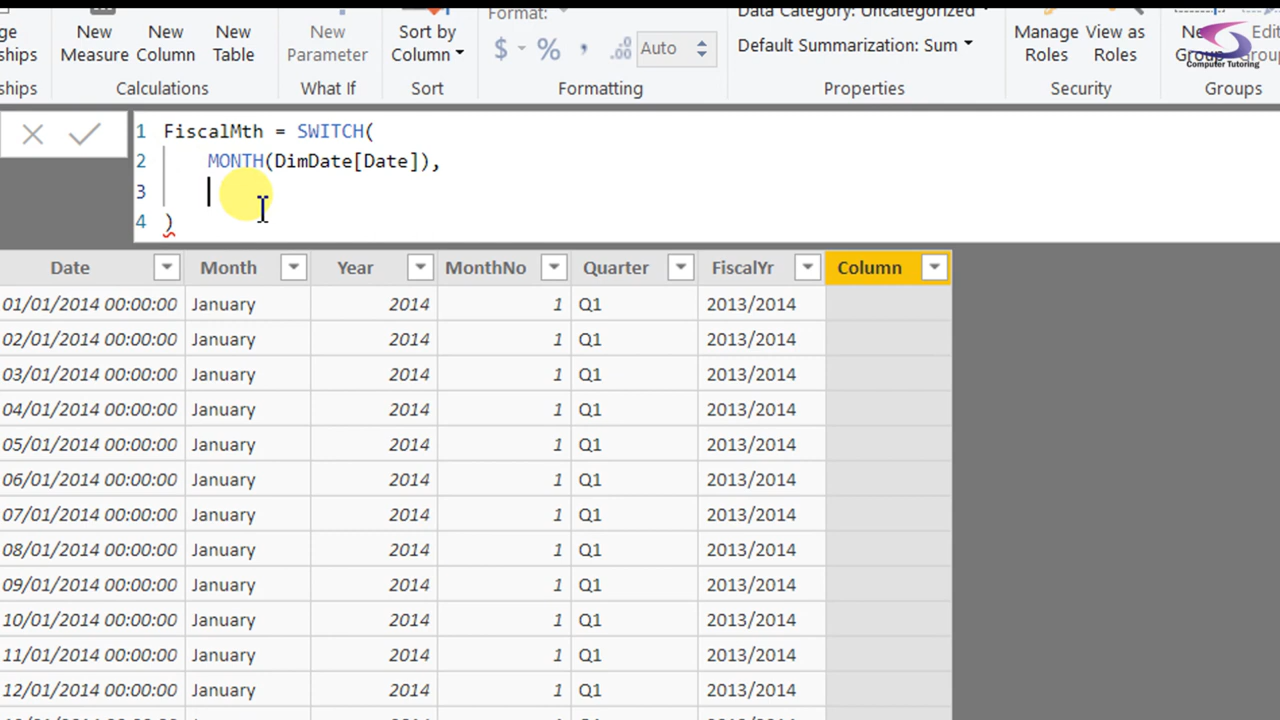 Format:
Data Category: Uncategorized
ge
New
New
New
New
Sort by
$ % , Auto
Default Summarization: Sum
Manage
View as
New
Edit
ships
Measure
Column
Table
Parameter
Column
Roles
Roles
Group
Group
Computer Tutoring
ships
Calculations
What If
Sort
Formatting
Properties
Security
Groups
1 FiscalMth = SWITCH(
2 MONTH(DimDate[Date]),
3
4 )
Date Month Year MonthNo Quarter FiscalYr Column
01/01/2014 00:00:00 January 2014 1 Q1 2013/2014
02/01/2014 00:00:00 January 2014 1 Q1 2013/2014
03/01/2014 00:00:00 January 2014 1 Q1 2013/2014
04/01/2014 00:00:00 January 2014 1 Q1 2013/2014
05/01/2014 00:00:00 January 2014 1 Q1 2013/2014
06/01/2014 00:00:00 January 2014 1 Q1 2013/2014
07/01/2014 00:00:00 January 2014 1 Q1 2013/2014
08/01/2014 00:00:00 January 2014 1 Q1 2013/2014
09/01/2014 00:00:00 January 2014 1 Q1 2013/2014
10/01/2014 00:00:00 January 2014 1 Q1 2013/2014
11/01/2014 00:00:00 January 2014 1 Q1 2013/2014
12/01/2014 00:00:00 January 2014 1 Q1 2013/2014